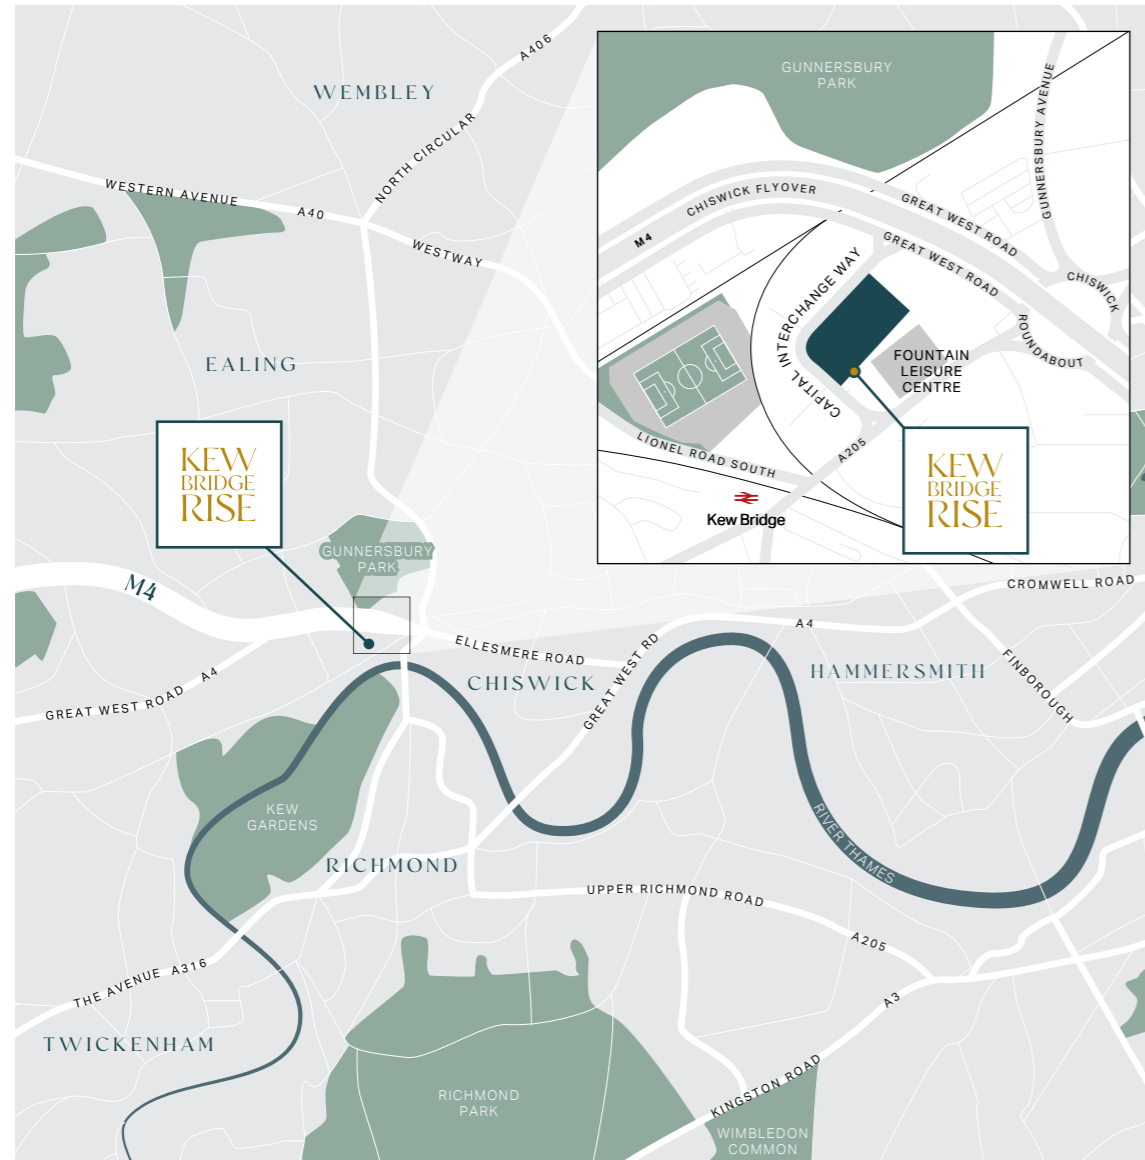 WEMBLEY
A406
NORTH CIRCULAR
WESTERN AVENUE
A40
WESTWAY
EALING
KEW
BRIDGE
RISE
GUNNERSBURY
PARK
M4
GREAT WEST ROAD
A4
ELLESMERE ROAD
CHISWICK
GREAT WEST RD
A4
CROMWELL ROAD
HAMMERSMITH
FINBOROUGH
KEW
GARDENS
RICHMOND
RIVER THAMES
UPPER RICHMOND ROAD
A205
THE AVENUE
A316
TWICKENHAM
A3
KINGSTON ROAD
RICHMOND
PARK
WIMBLEDON
COMMON
GUNNERSBURY
PARK
GUNNERSBURY AVENUE
CHISWICK FLYOVER
M4
GREAT WEST ROAD
GREAT WEST ROAD
CHISWICK
ROUNDABOUT
CAPITAL INTERCHANGE WAY
FOUNTAIN
LEISURE
CENTRE
LIONEL ROAD SOUTH
A205
Kew Bridge
KEW
BRIDGE
RISE